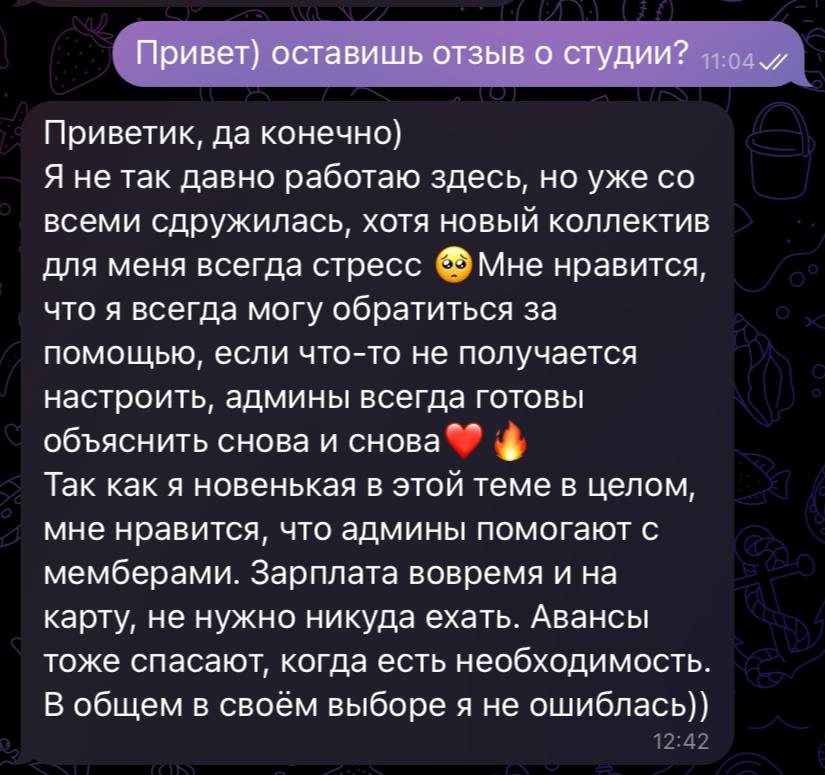 Привет) оставишь отзыв о студии? 11:04
Приветик, да конечно)
Я не так давно работаю здесь, но уже со
всеми сдружилась, хотя новый коллектив
для меня всегда стресс 🥺Мне нравится,
что я всегда могу обратиться за
помощью, если что-то не получается
настроить, админы всегда готовы
объяснить снова и снова❤️🔥
Так как я новенькая в этой теме в целом,
мне нравится, что админы помогают с
мемберами. Зарплата вовремя и на
карту, не нужно никуда ехать. Авансы
тоже спасают, когда есть необходимость.
В общем в своём выборе я не ошиблась))
12:42